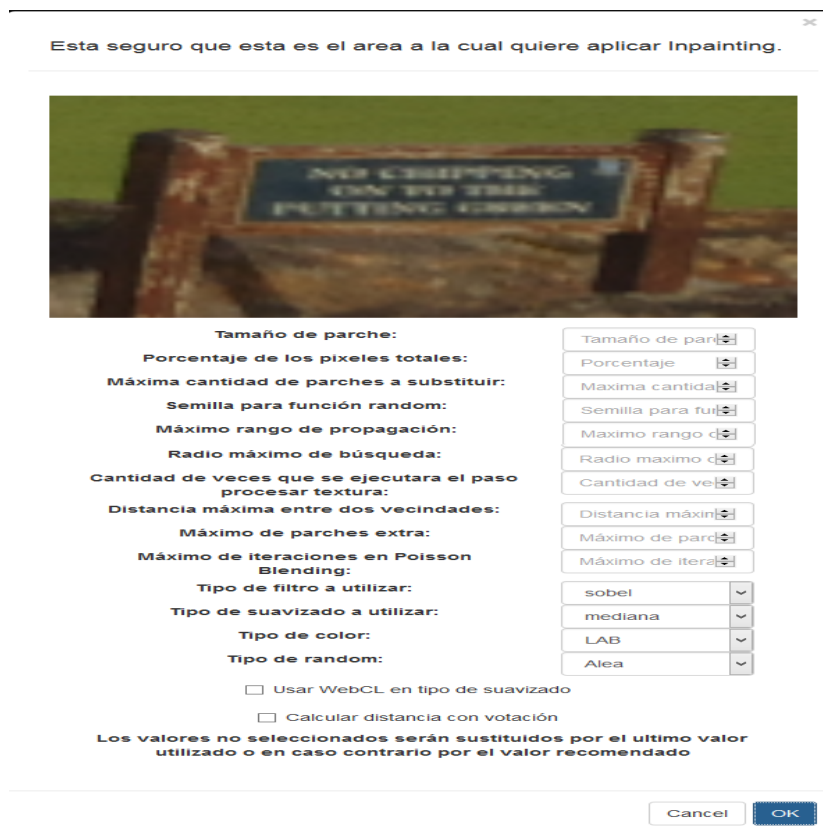 Esta seguro que esta es el area a la cual quiere aplicar Inpainting.
NO CHIPPING
ON TO THE
PUTTING GREEN
Tamaño de parche:
Tamaño de par
Porcentaje de los pixeles totales:
Porcentaje
Máxima cantidad de parches a substituir:
Maxima cantida
Semilla para función random:
Semilla para fu
Máximo rango de propagación:
Maximo rango
Radio máximo de búsqueda:
Radio maximo
Cantidad de veces que se ejecutara el paso
procesar textura:
Cantidad de ve
Distancia máxima entre dos vecindades:
Distancia máxim
Máximo de parches extra:
Máximo de parc
Máximo de iteraciones en Poisson
Blending:
Máximo de itera
Tipo de filtro a utilizar:
sobel
Tipo de suavizado a utilizar:
mediana
Tipo de color:
LAB
Tipo de random:
Alea
Usar WebCL en tipo de suavizado
Calcular distancia con votación
Los valores no seleccionados serán sustituidos por el ultimo valor
utilizado o en caso contrario por el valor recomendado
Cancel
OK